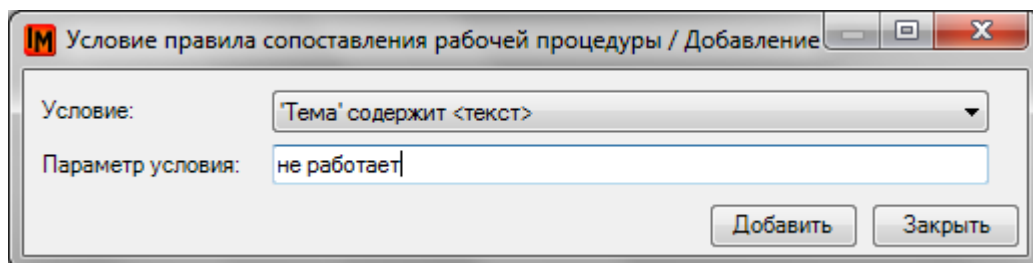 IM Условие правила сопоставления рабочей процедуры / Добавление
Условие: 'Тема' содержит <текст>
Параметр условия: не работает
Добавить Закрыть